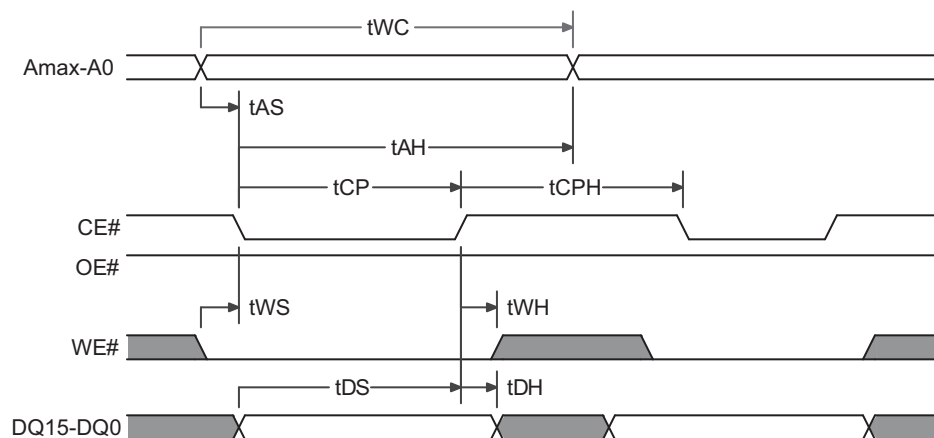 tWC
Amax-A0
tAS
tAH
tCP tCPH
CE#
OE#
tWS tWH
WE#
tDS tDH
DQ15-DQ0